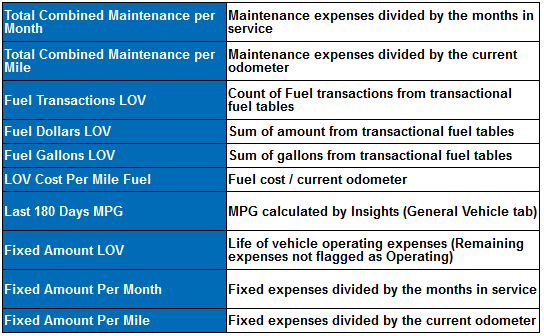 Total Combined Maintenance per
Month
Maintenance expenses divided by the months in
service
Total Combined Maintenance per
Mile
Maintenance expenses divided by the current
odometer
Fuel Transactions LOV
Count of Fuel transactions from transactional
fuel tables
Fuel Dollars LOV
Sum of amount from transactional fuel tables
Fuel Gallons LOV
Sum of gallons from transactional fuel tables
LOV Cost Per Mile Fuel
Fuel cost / current odometer
Last 180 Days MPG
MPG calculated by Insights (General Vehicle tab)
Fixed Amount LOV
Life of vehicle operating expenses (Remaining
expenses not flagged as Operating)
Fixed Amount Per Month
Fixed expenses divided by the months in service
Fixed Amount Per Mile
Fixed expenses divided by the current odometer